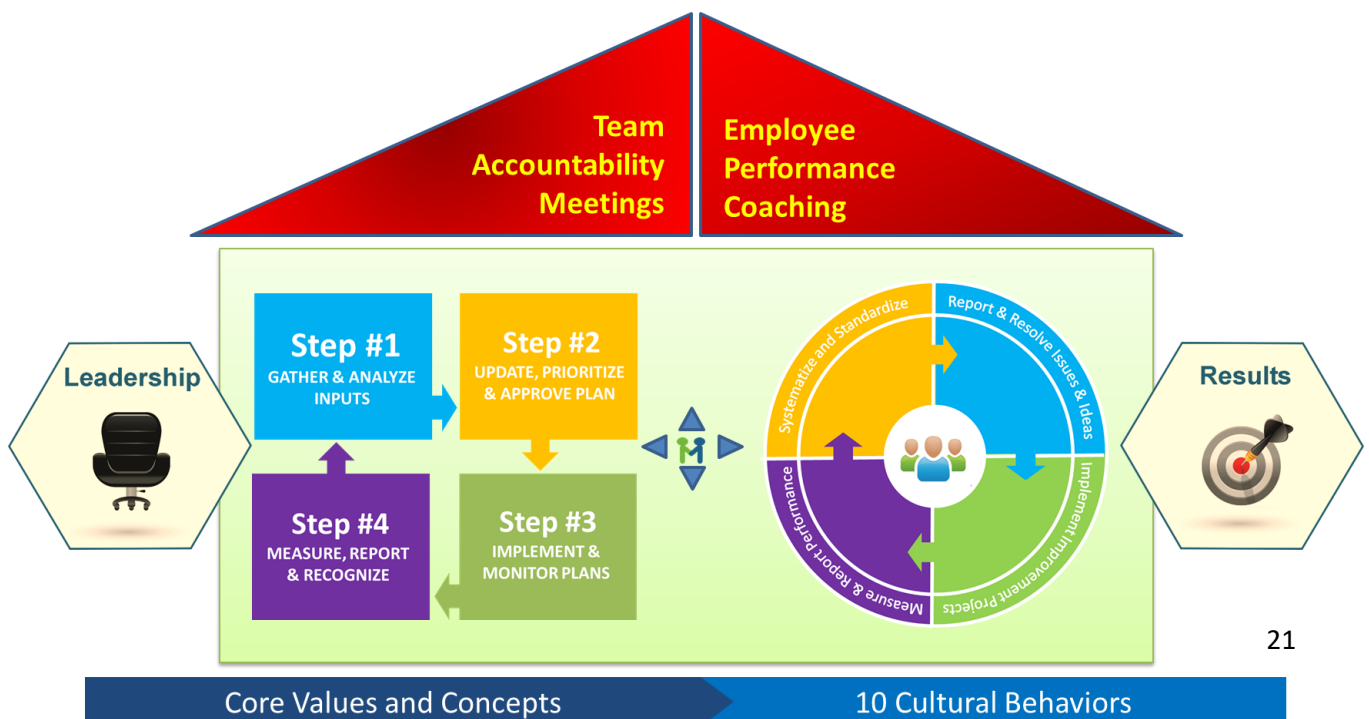 Team
Accountability
Meetings
Employee
Performance
Coaching
Leadership
Step #1
GATHER & ANALYZE
INPUTS
Step #2
UPDATE, PRIORITIZE
& APPROVE PLAN
Step #4
MEASURE, REPORT
& RECOGNIZE
Step #3
IMPLEMENT &
MONITOR PLANS
Systematize and Standardize
Report & Resolve Issues & Ideas
Implement Improvement Projects
Measure & Report Performance
Results
21
Core Values and Concepts
10 Cultural Behaviors